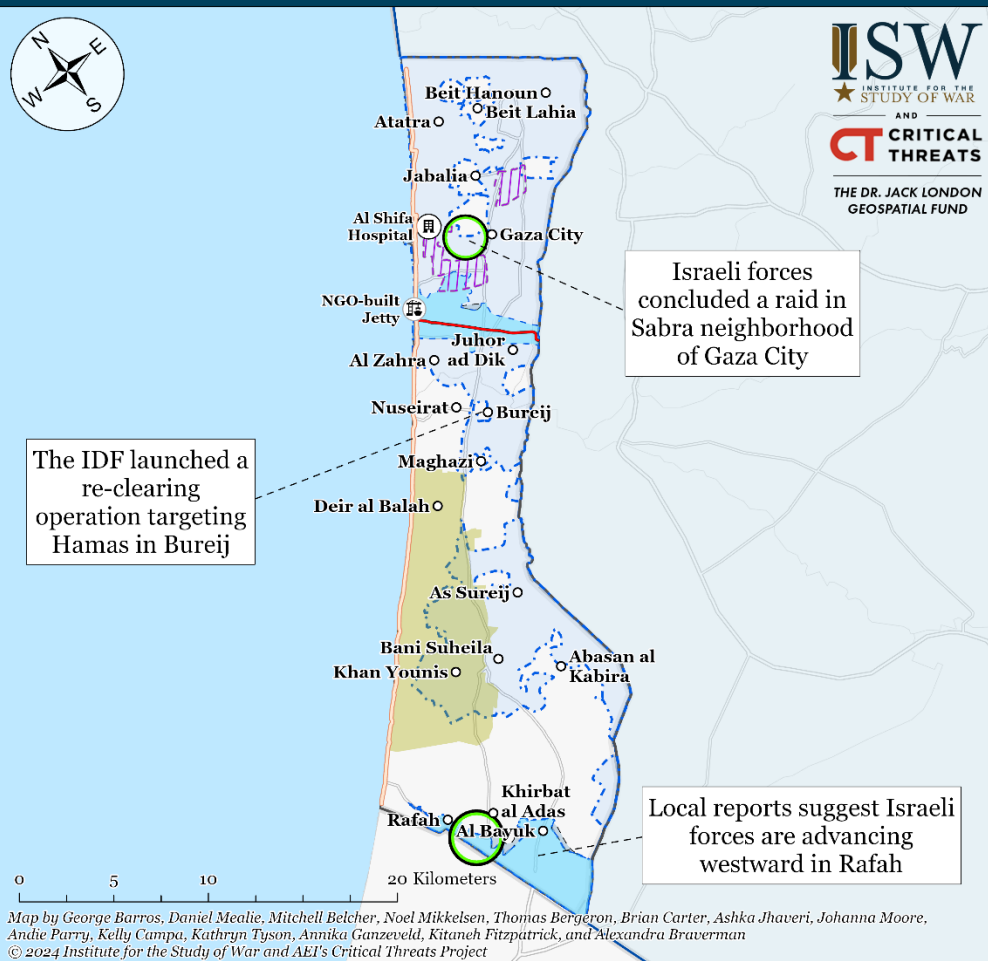 N
E
W
S
ISW
INSTITUTE FOR THE
STUDY OF WAR
AND
CT CRITICAL
THREATS
THE DR. JACK LONDON
GEOSPATIAL FUND
Beit Hanoun
Beit Lahia
Atatra
Jabalia
Al Shifa
Hospital
Gaza City
Israeli forces
concluded a raid in
Sabra neighborhood
of Gaza City
NGO-built
Jetty
Juhor
ad Dik
Al Zahra
Nuseirat
Bureij
The IDF launched a
re-clearing
operation targeting
Hamas in Bureij
Maghazi
Deir al Balah
As Sureij
Bani Suheila
Khan Younis
Abasan al
Kabira
Khirbat
al Adas
Rafah
Al Bayuk
Local reports suggest Israeli
forces are advancing
westward in Rafah
0 5 10 20 Kilometers
Map by George Barros, Daniel Mealie, Mitchell Belcher, Noel Mikkelsen, Thomas Bergeron, Brian Carter, Ashka Jhaveri, Johanna Moore,
Andie Parry, Kelly Campa, Kathryn Tyson, Annika Ganzeveld, Kitaneh Fitzpatrick, and Alexandra Braverman
© 2024 Institute for the Study of War and AEI's Critical Threats Project